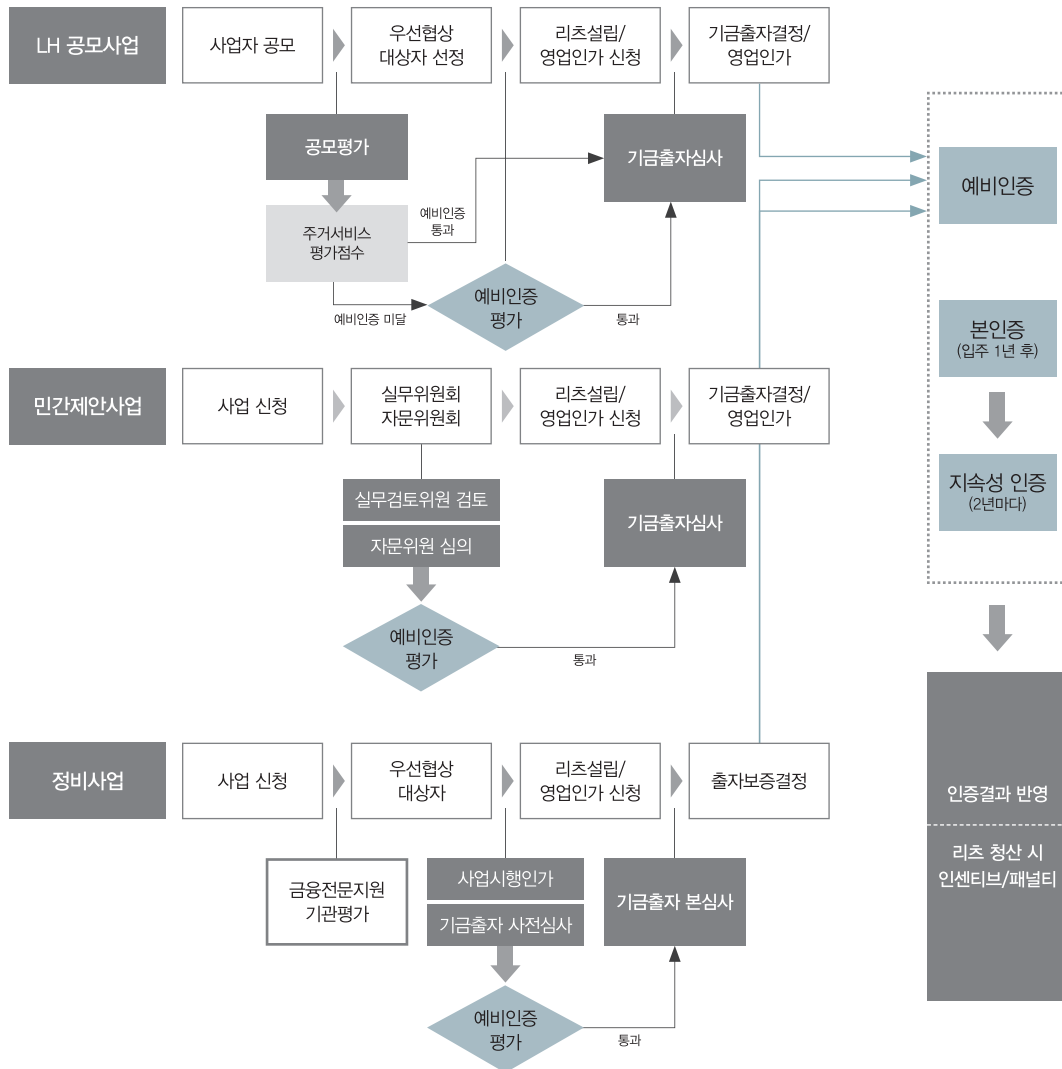 LH 공모사업
사업자 공모
우선협상
대상자 선정
리츠설립/
영업인가 신청
기금출자결정/
영업인가
공모평가
기금출자심사
주거서비스
평가점수
예비인증
통과
예비인증 미달
예비인증
평가
통과
민간제안사업
사업 신청
실무위원회
자문위원회
리츠설립/
영업인가 신청
기금출자결정/
영업인가
실무검토위원 검토
자문위원 심의
기금출자심사
예비인증
평가
통과
정비사업
사업 신청
우선협상
대상자
리츠설립/
영업인가 신청
출자보증결정
금융전문지원
기관평가
사업시행인가
기금출자 사전심사
기금출자 본심사
예비인증
평가
통과
예비인증
본인증
(입주 1년 후)
지속성 인증
(2년마다)
인증결과 반영
리츠 청산 시
인센티브/패널티